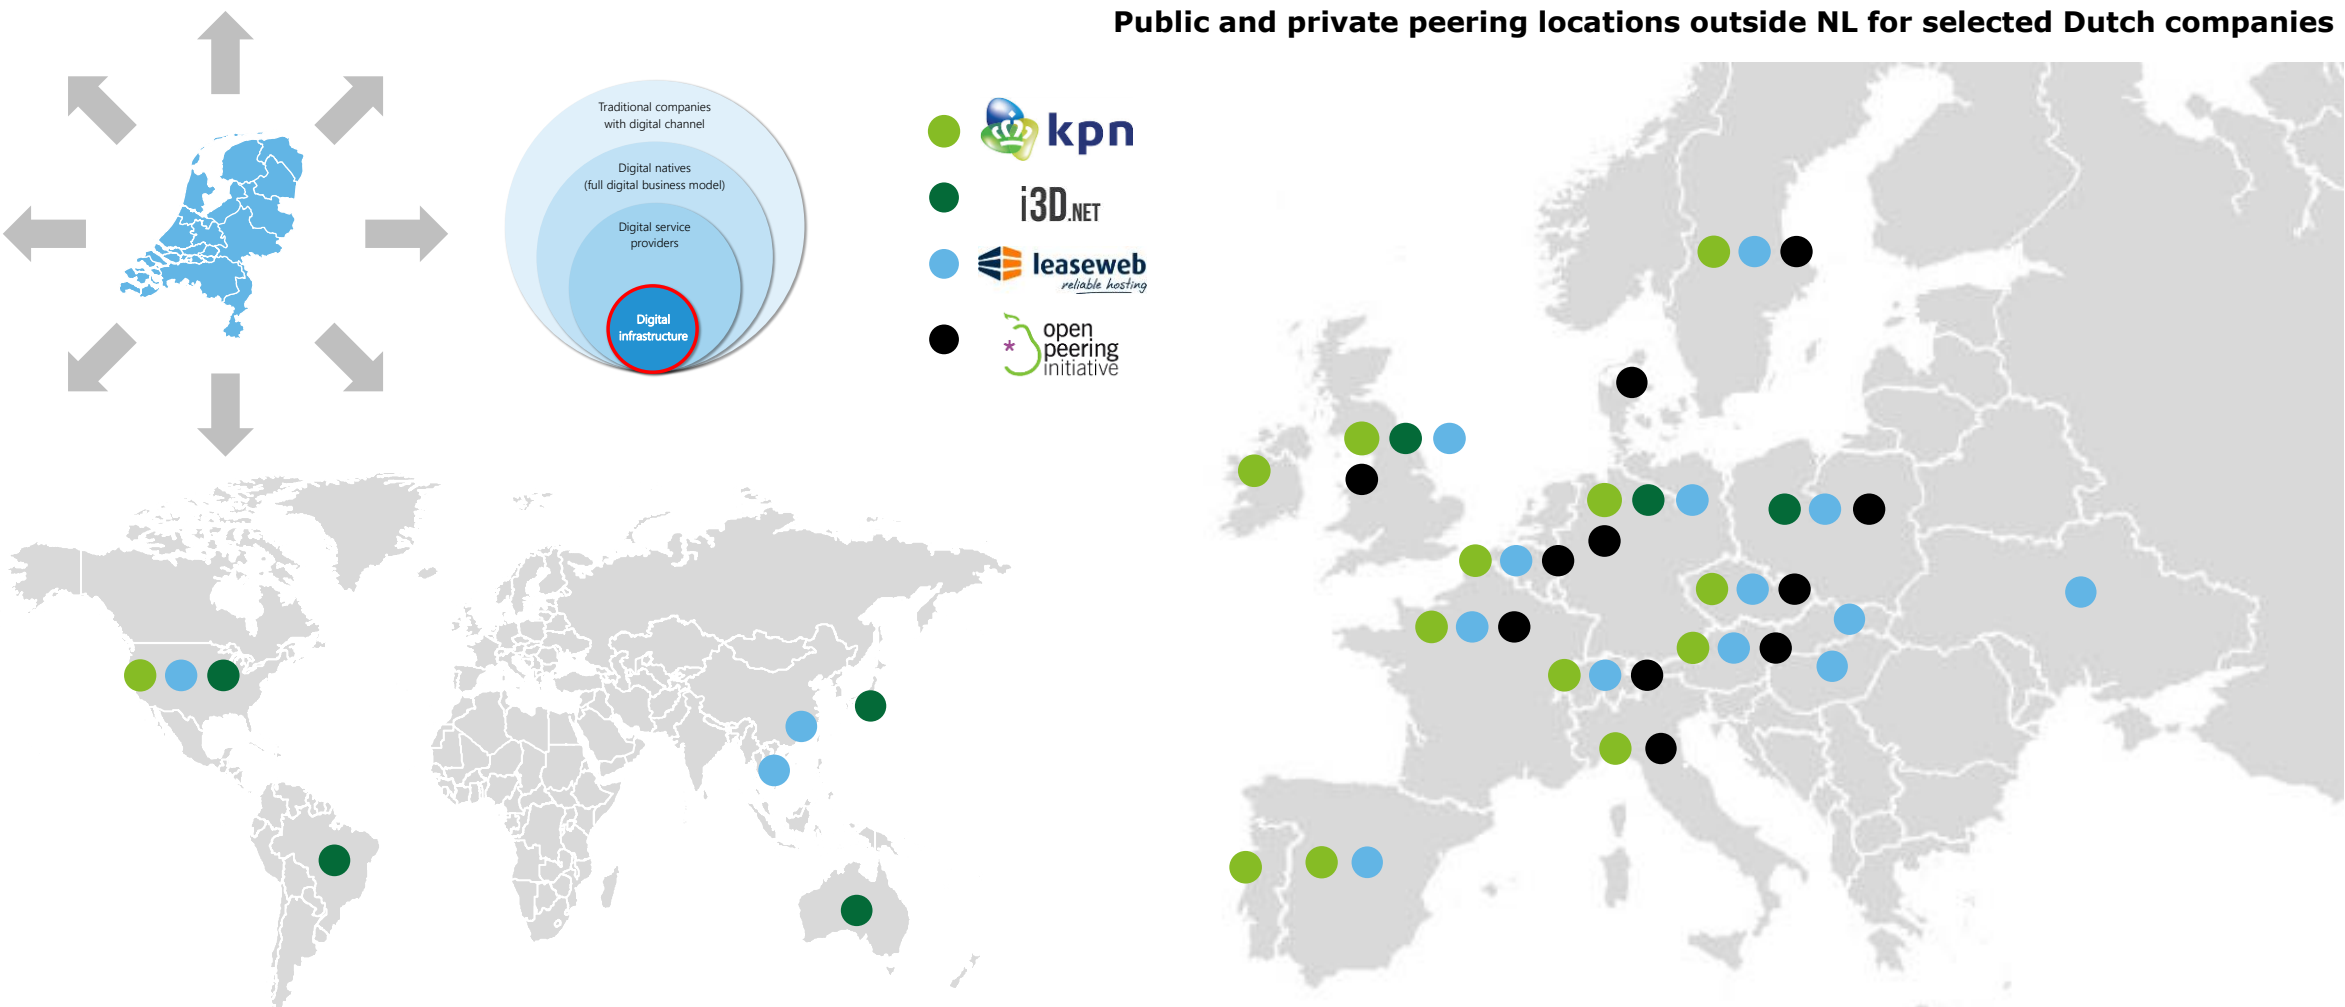 Public and private peering locations outside NL for selected Dutch companies
Traditional companies
with digital channel
Digital natives
(full digital business model)
Digital service
providers
Digital
infrastructure
kpn
i3D.NET
leaseweb
reliable hosting
open
peering
initiative